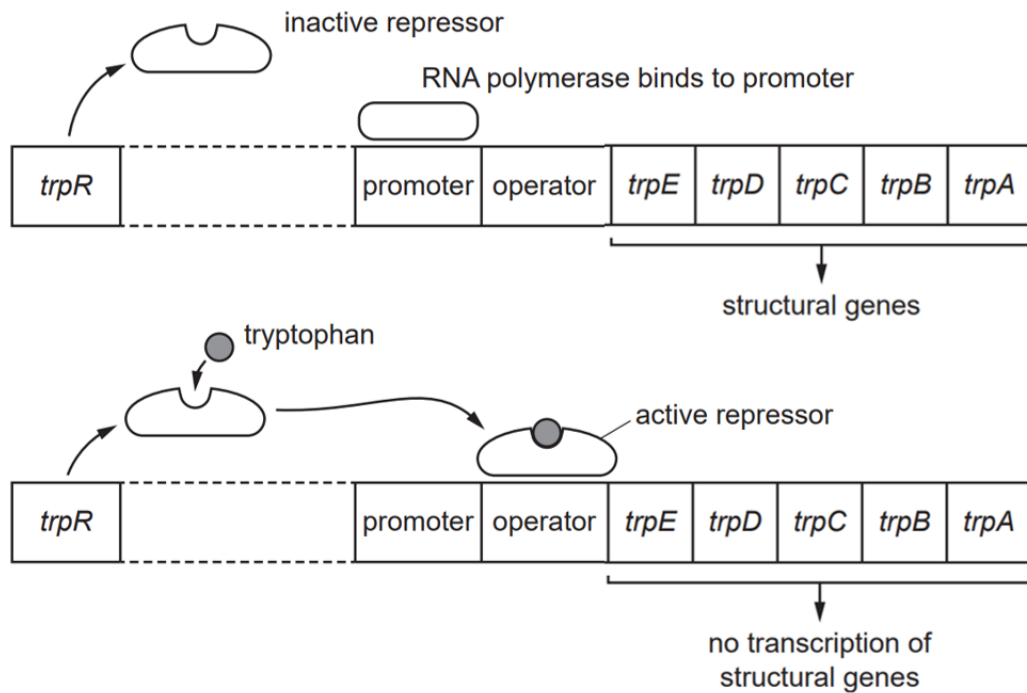 inactive repressor
RNA polymerase binds to promoter
trpR promoter operator trpE trpD trpC trpB trpA
structural genes
tryptophan
active repressor
trpR promoter operator trpE trpD trpC trpB trpA
no transcription of
structural genes